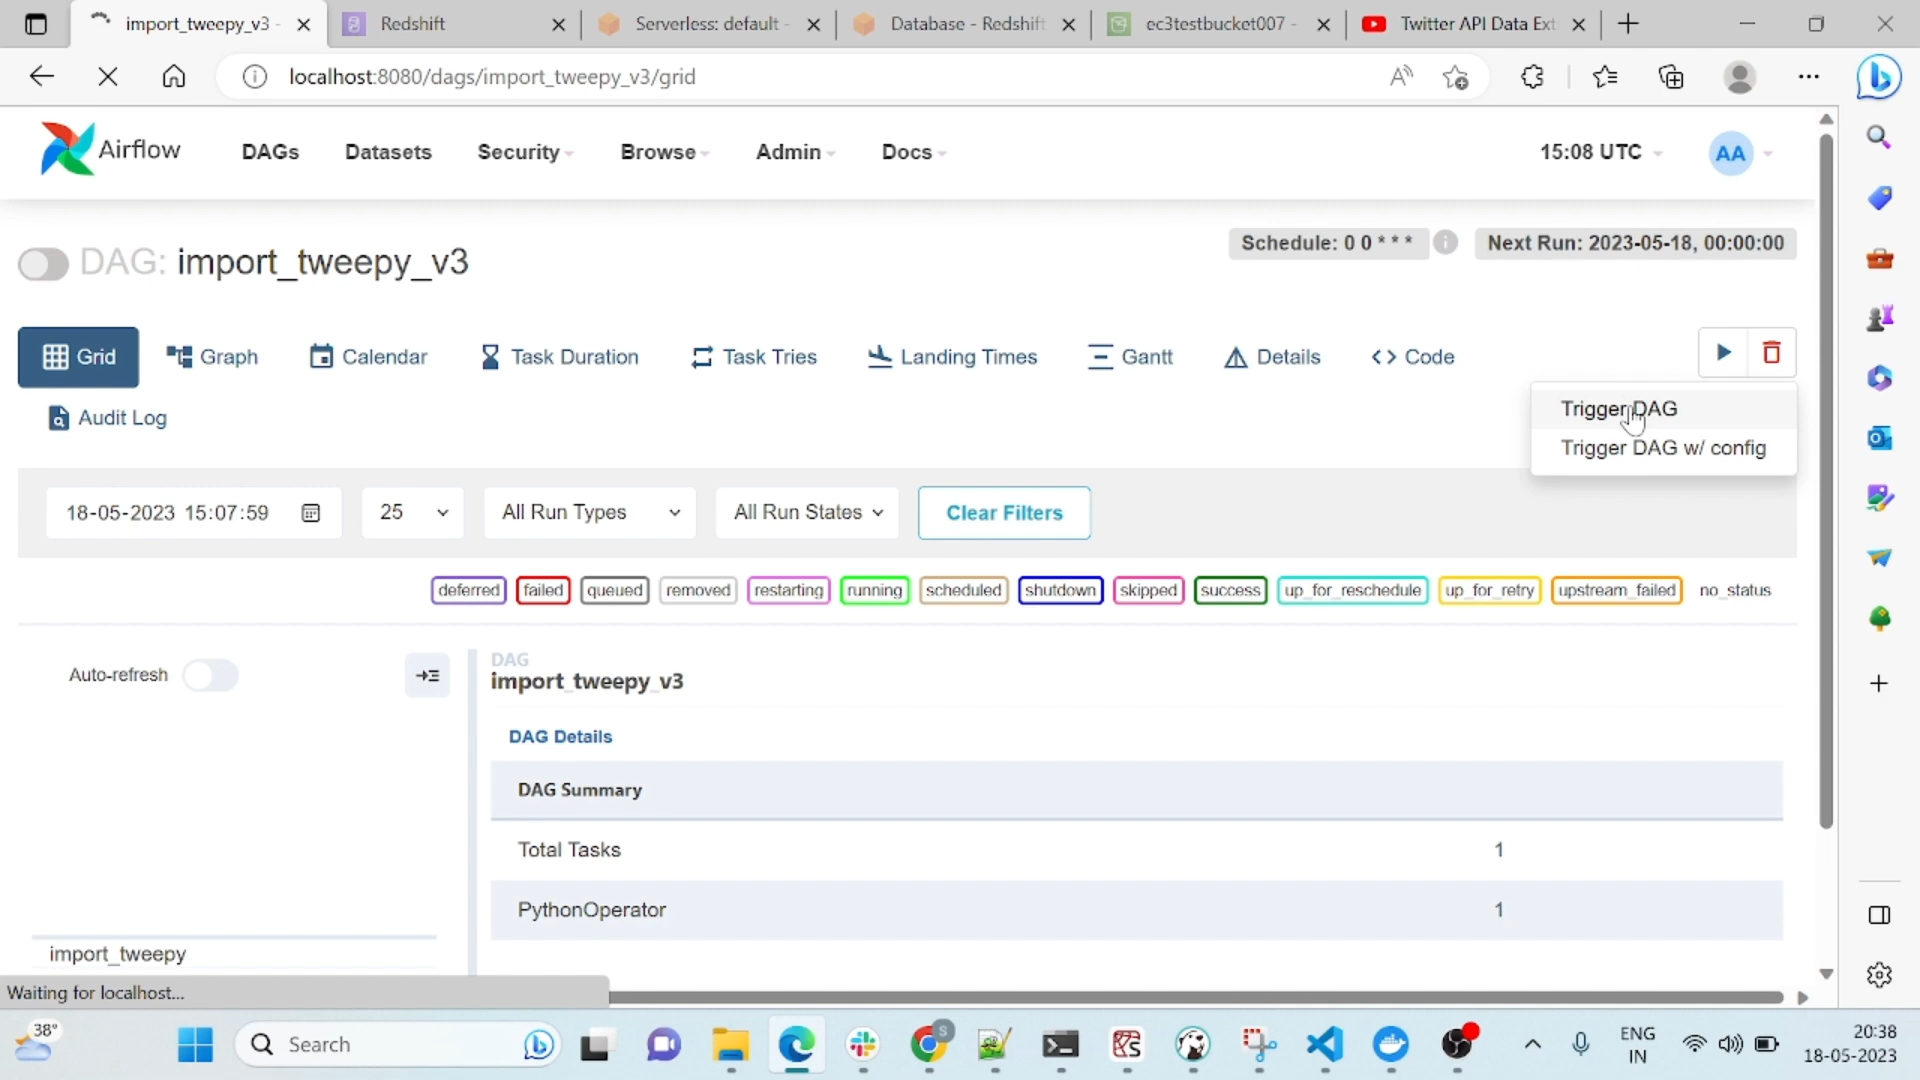 import_tweepy_v3 -
Redshift
Serverless: default -
Database - Redshift
ec3testbucket007 -
Twitter API Data Ext
localhost:8080/dags/import_tweepy_v3/grid
Airflow
DAGs
Datasets
Security
Browse
Admin
Docs
15:08 UTC
AA
DAG: import_tweepy_v3
Schedule: 0 0 * * *
Next Run: 2023-05-18, 00:00:00
Grid
Graph
Calendar
Task Duration
Task Tries
Landing Times
Gantt
Details
<> Code
Audit Log
Trigger DAG
Trigger DAG w/ config
18-05-2023 15:07:59
25
All Run Types
All Run States
Clear Filters
deferred
failed
queued
removed
restarting
running
scheduled
shutdown
skipped
success
up_for_reschedule
up_for_retry
upstream_failed
no_status
Auto-refresh
DAG
import_tweepy_v3
DAG Details
DAG Summary
Total Tasks 1
PythonOperator 1
import_tweepy
Waiting for localhost...
38°
Search
S
ENG
IN
20:38
18-05-2023